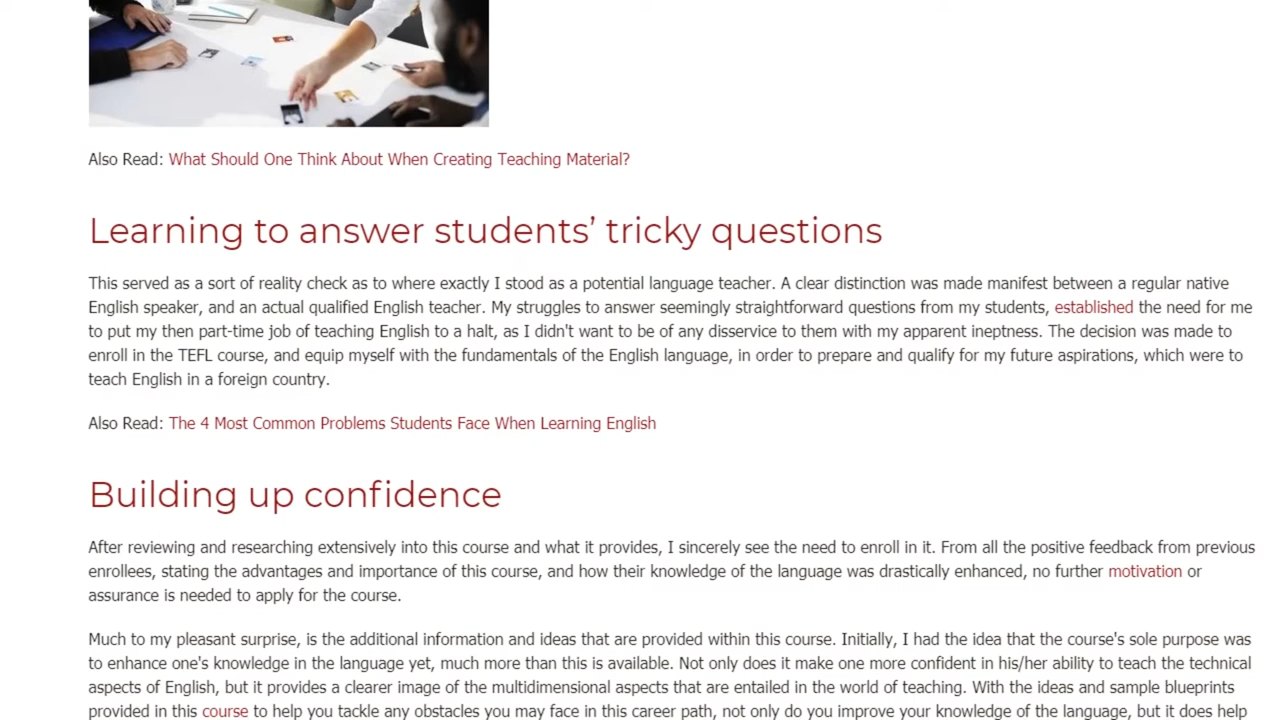 Also Read: What Should One Think About When Creating Teaching Material?
Learning to answer students’ tricky questions
This served as a sort of reality check as to where exactly I stood as a potential language teacher. A clear distinction was made manifest between a regular native
English speaker, and an actual qualified English teacher. My struggles to answer seemingly straightforward questions from my students, established the need for me
to put my then part-time job of teaching English to a halt, as I didn't want to be of any disservice to them with my apparent ineptness. The decision was made to
enroll in the TEFL course, and equip myself with the fundamentals of the English language, in order to prepare and qualify for my future aspirations, which were to
teach English in a foreign country.
Also Read: The 4 Most Common Problems Students Face When Learning English
Building up confidence
After reviewing and researching extensively into this course and what it provides, I sincerely see the need to enroll in it. From all the positive feedback from previous
enrollees, stating the advantages and importance of this course, and how their knowledge of the language was drastically enhanced, no further motivation or
assurance is needed to apply for the course.
Much to my pleasant surprise, is the additional information and ideas that are provided within this course. Initially, I had the idea that the course's sole purpose was
to enhance one's knowledge in the language yet, much more than this is available. Not only does it make one more confident in his/her ability to teach the technical
aspects of English, but it provides a clearer image of the multidimensional aspects that are entailed in the world of teaching. With the ideas and sample blueprints
provided in this course to help you tackle any obstacles you may face in this career path, not only do you improve your knowledge of the language, but it does help